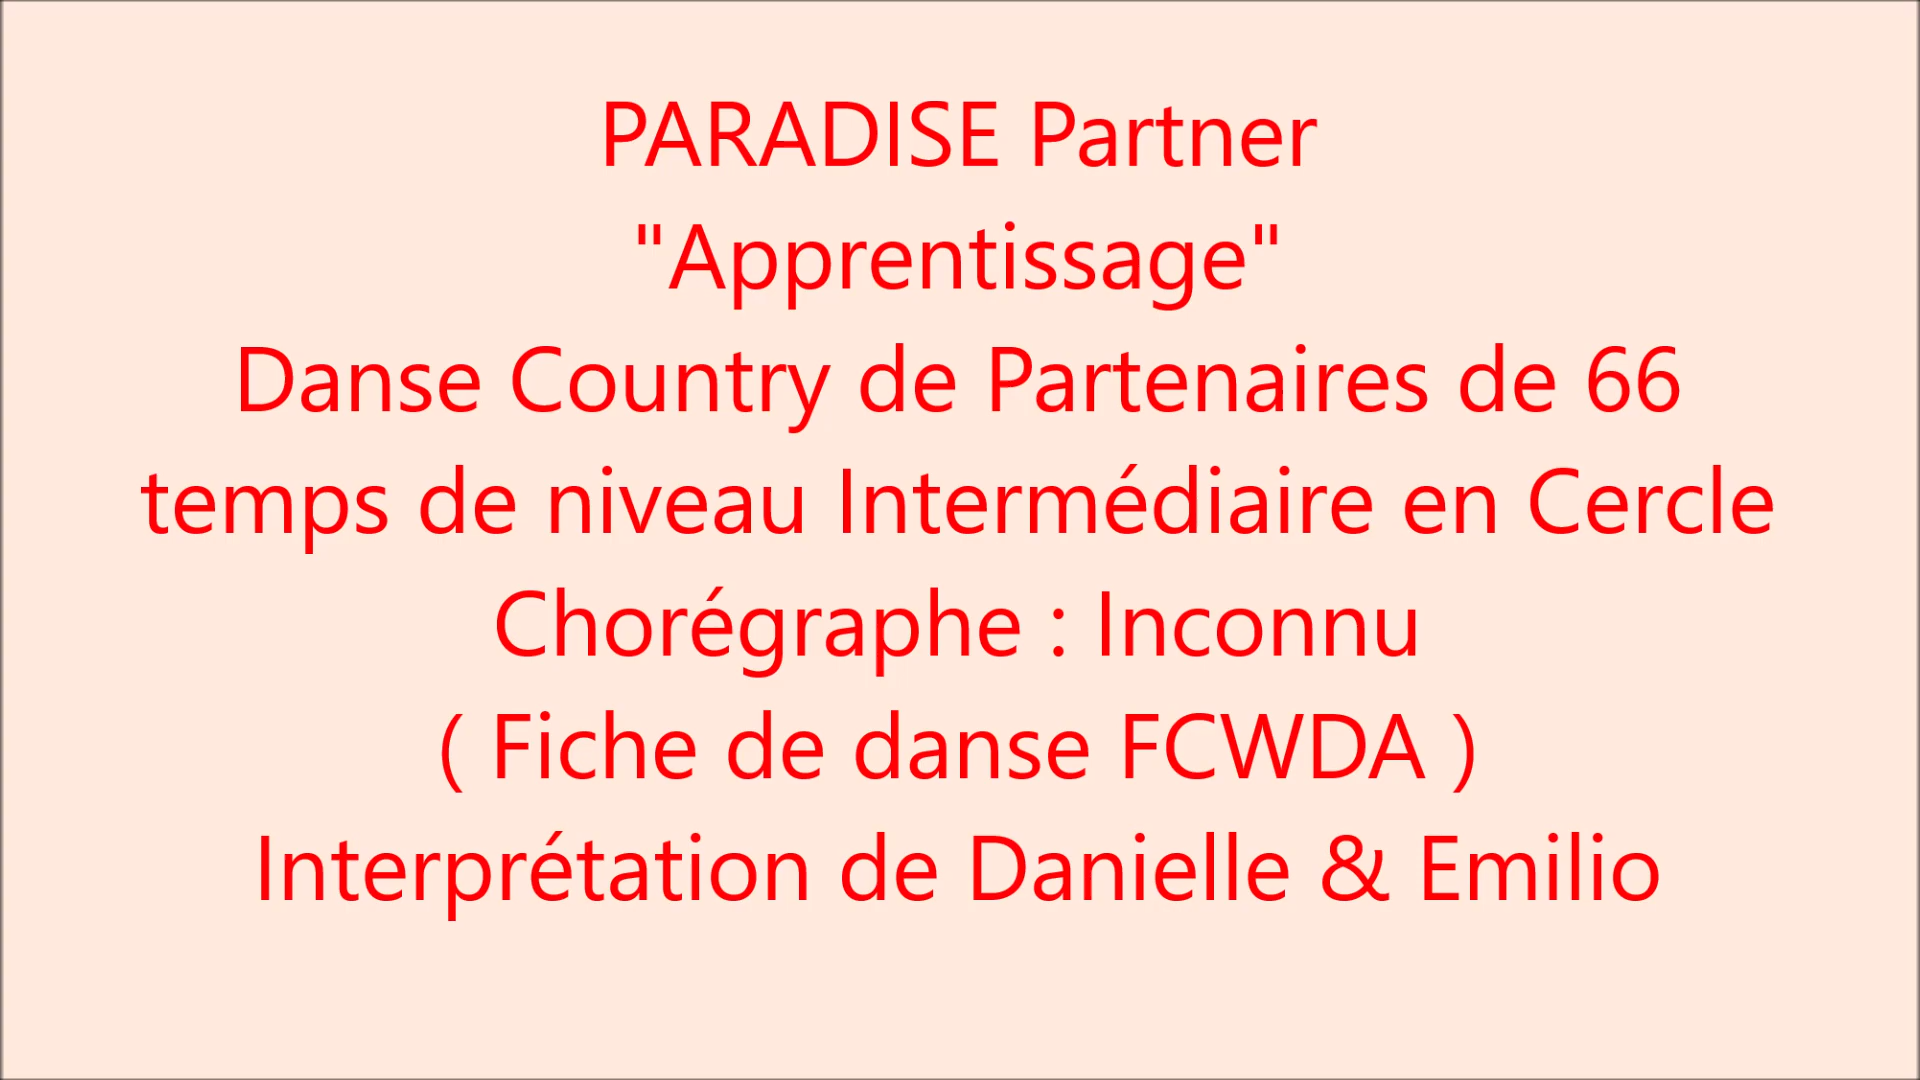 PARADISE Partner
"Apprentissage"
Danse Country de Partenaires de 66
temps de niveau Intermédiaire en Cercle
Chorégraphe : Inconnu
( Fiche de danse FCWDA )
Interprétation de Danielle & Emilio